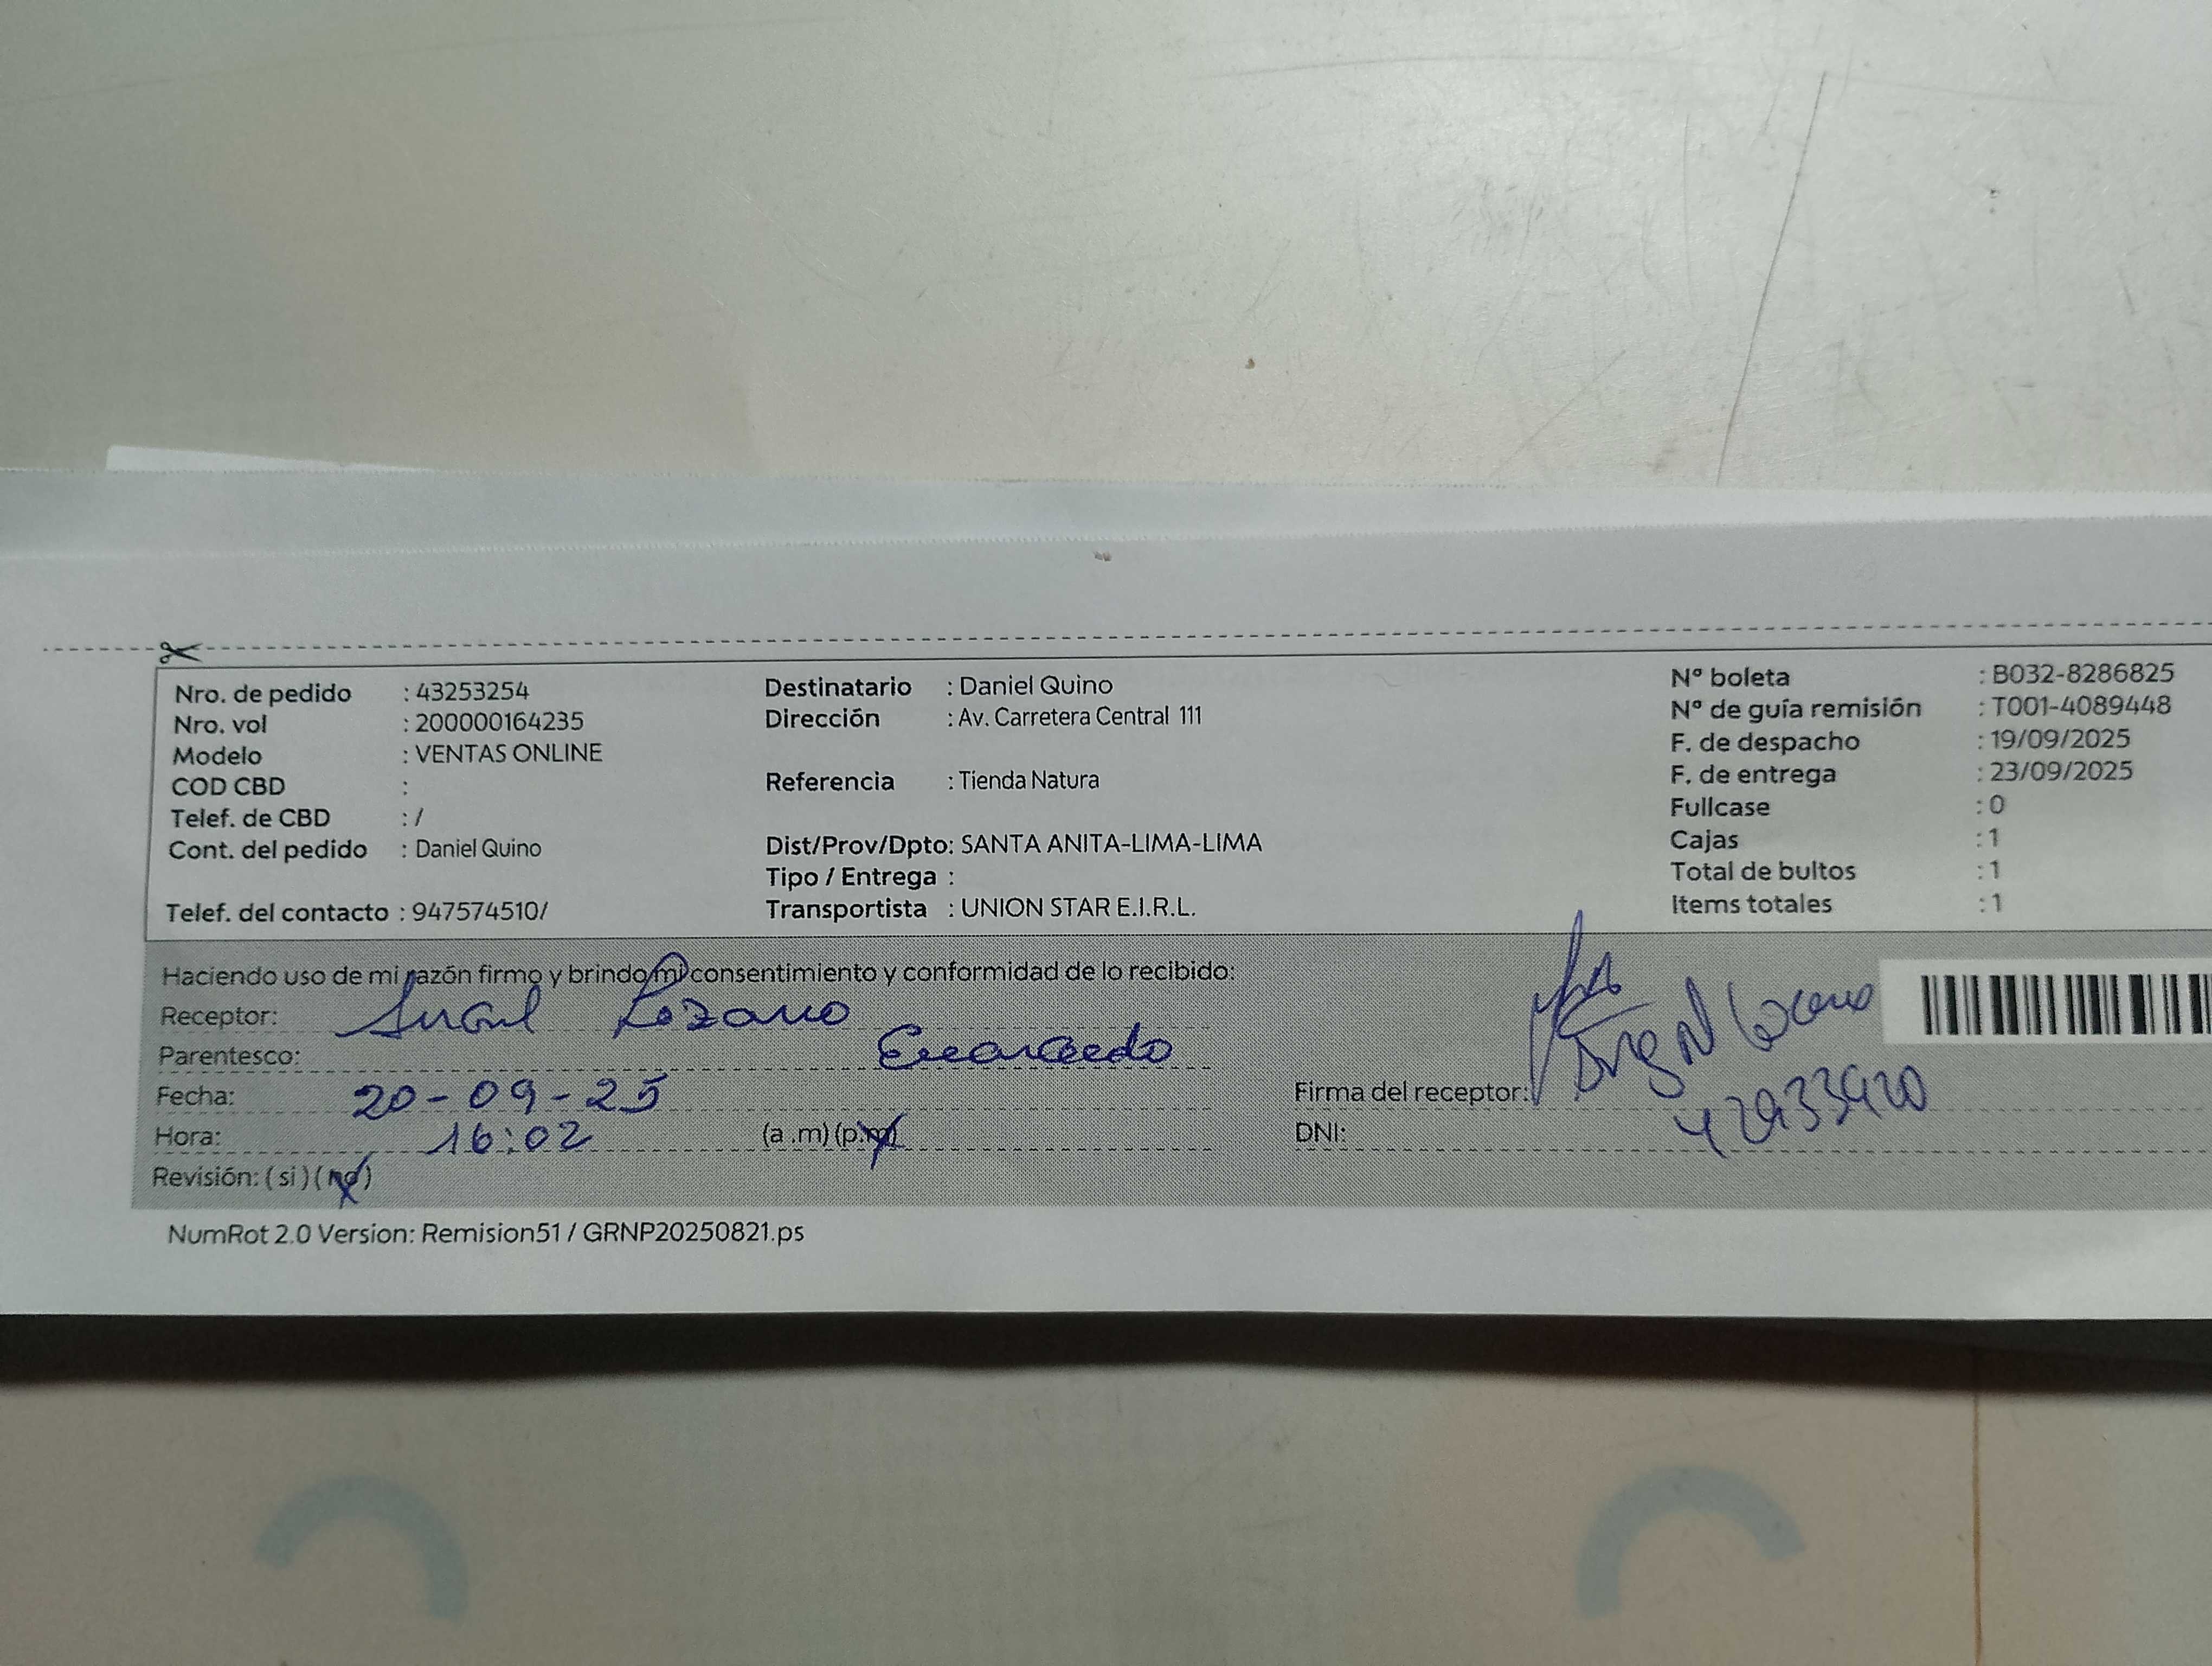 Nro. de pedido : 43253254
Nro. vol : 200000164235
Modelo : VENTAS ONLINE
COD CBD :
Telef. de CBD : /
Cont. del pedido : Daniel Quino
Telef. del contacto : 947574510/
Destinatario : Daniel Quino
Dirección : Av. Carretera Central 111
Referencia : Tienda Natura
Dist/Prov/Dpto: SANTA ANITA-LIMA-LIMA
Tipo / Entrega :
Transportista : UNION STAR E.I.R.L.
Nº boleta : B032-8286825
Nº de guía remisión : T001-4089448
F. de despacho : 19/09/2025
F. de entrega : 23/09/2025
Fullcase : 0
Cajas : 1
Total de bultos : 1
Items totales : 1
Haciendo uso de mi razón firmo y brindo mi consentimiento y conformidad de lo recibido:
Receptor: Angel Lozano
Parentesco: Encargado
Fecha: 20-09-25
Hora: 16:02 (a .m) (p.m)
Revisión: ( si ) ( no )
Firma del receptor: Angel Lozano
DNI:
NumRot 2.0 Version: Remision51 / GRNP20250821.ps